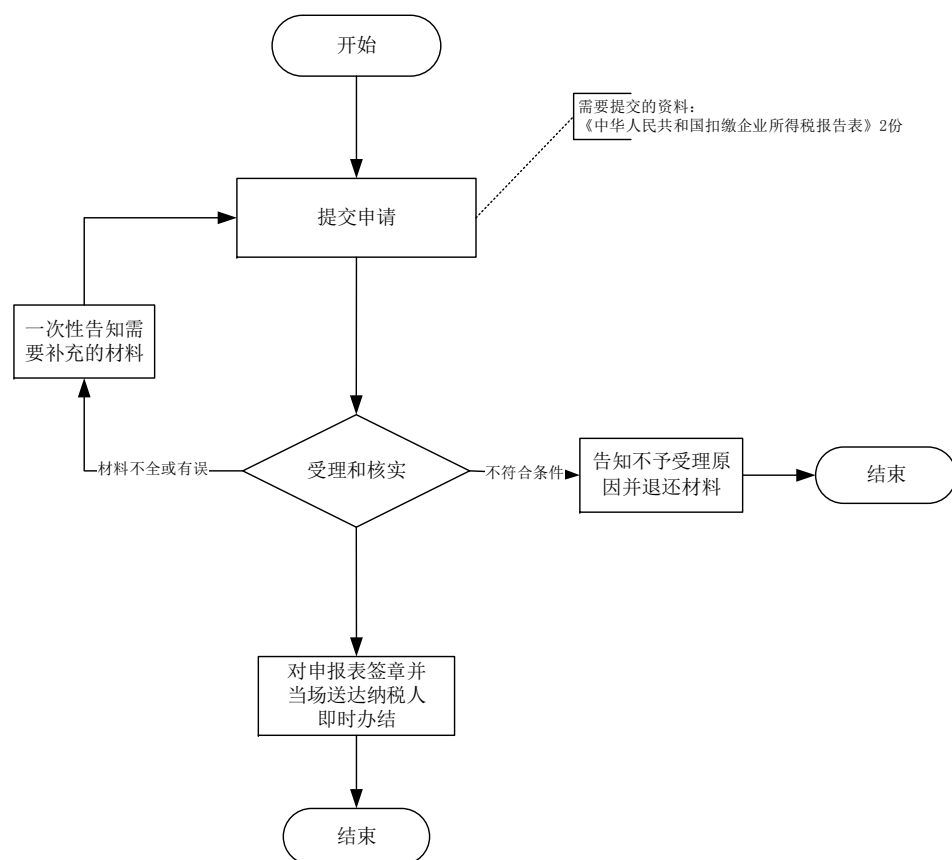 开始
需要提交的资料：
《中华人民共和国扣缴企业所得税报告表》2份
提交申请
一次性告知需
要补充的材料
材料不全或有误
受理和核实
不符合条件
告知不予受理原
因并退还材料
结束
对申报表签章并
当场送达纳税人
即时办结
结束